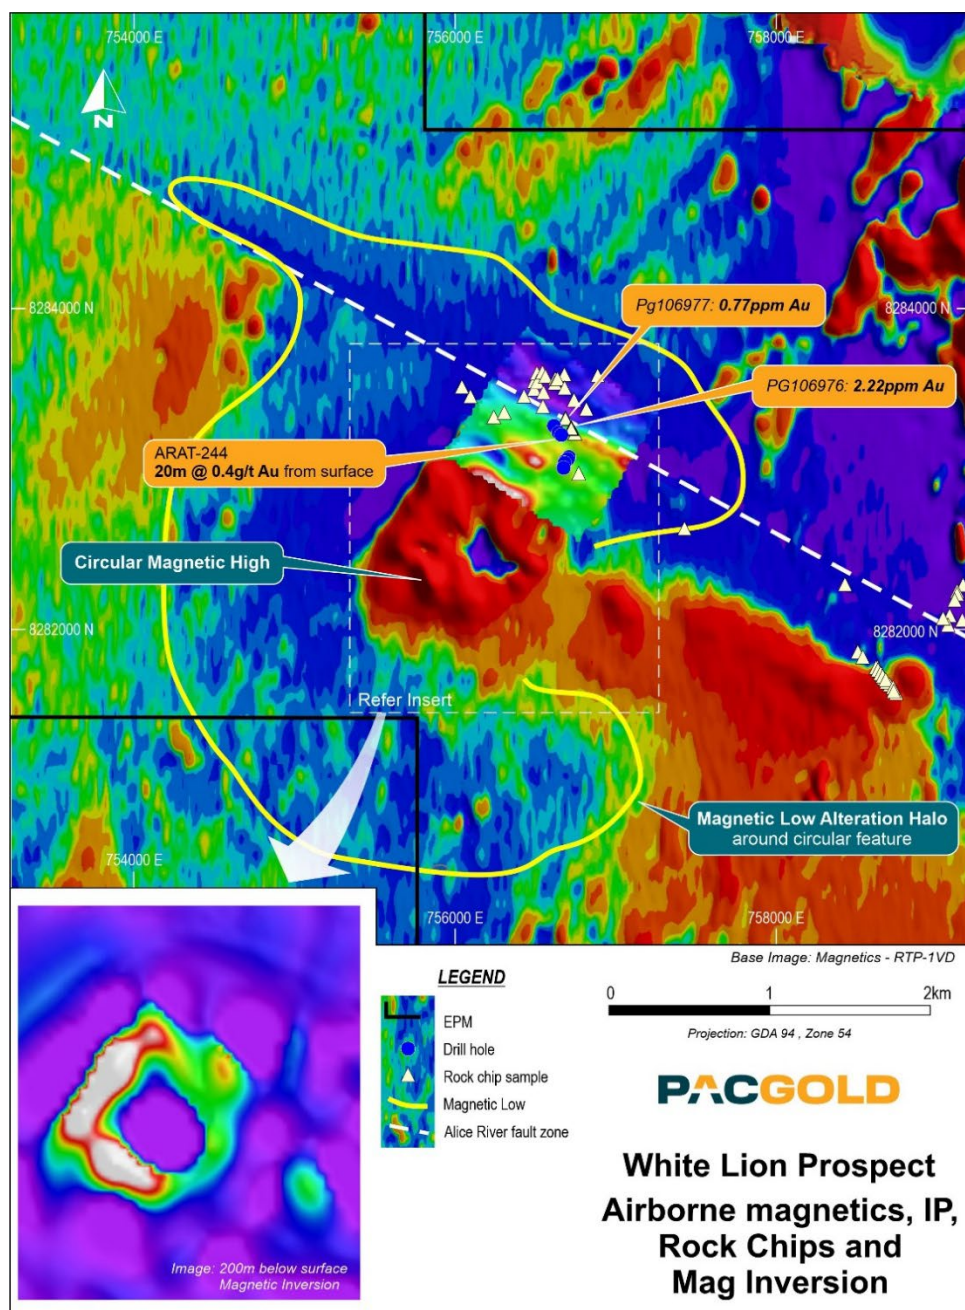 754000 E
756000 E
758000 E
N
8284000 N
8284000 N
Pg106977: 0.77ppm Au
PG106976: 2.22ppm Au
ARAT-244
20m @ 0.4g/t Au from surface
Circular Magnetic High
8282000 N
8282000 N
Refer Insert
Magnetic Low Alteration Halo
around circular feature
754000 E
756000 E
758000 E
Base Image: Magnetics - RTP-1VD
LEGEND
EPM
Drill hole
Rock chip sample
Magnetic Low
Alice River fault zone
0 1 2km
Projection: GDA 94 , Zone 54
PACGOLD
White Lion Prospect
Airborne magnetics, IP,
Rock Chips and
Mag Inversion
Image: 200m below surface
Magnetic Inversion